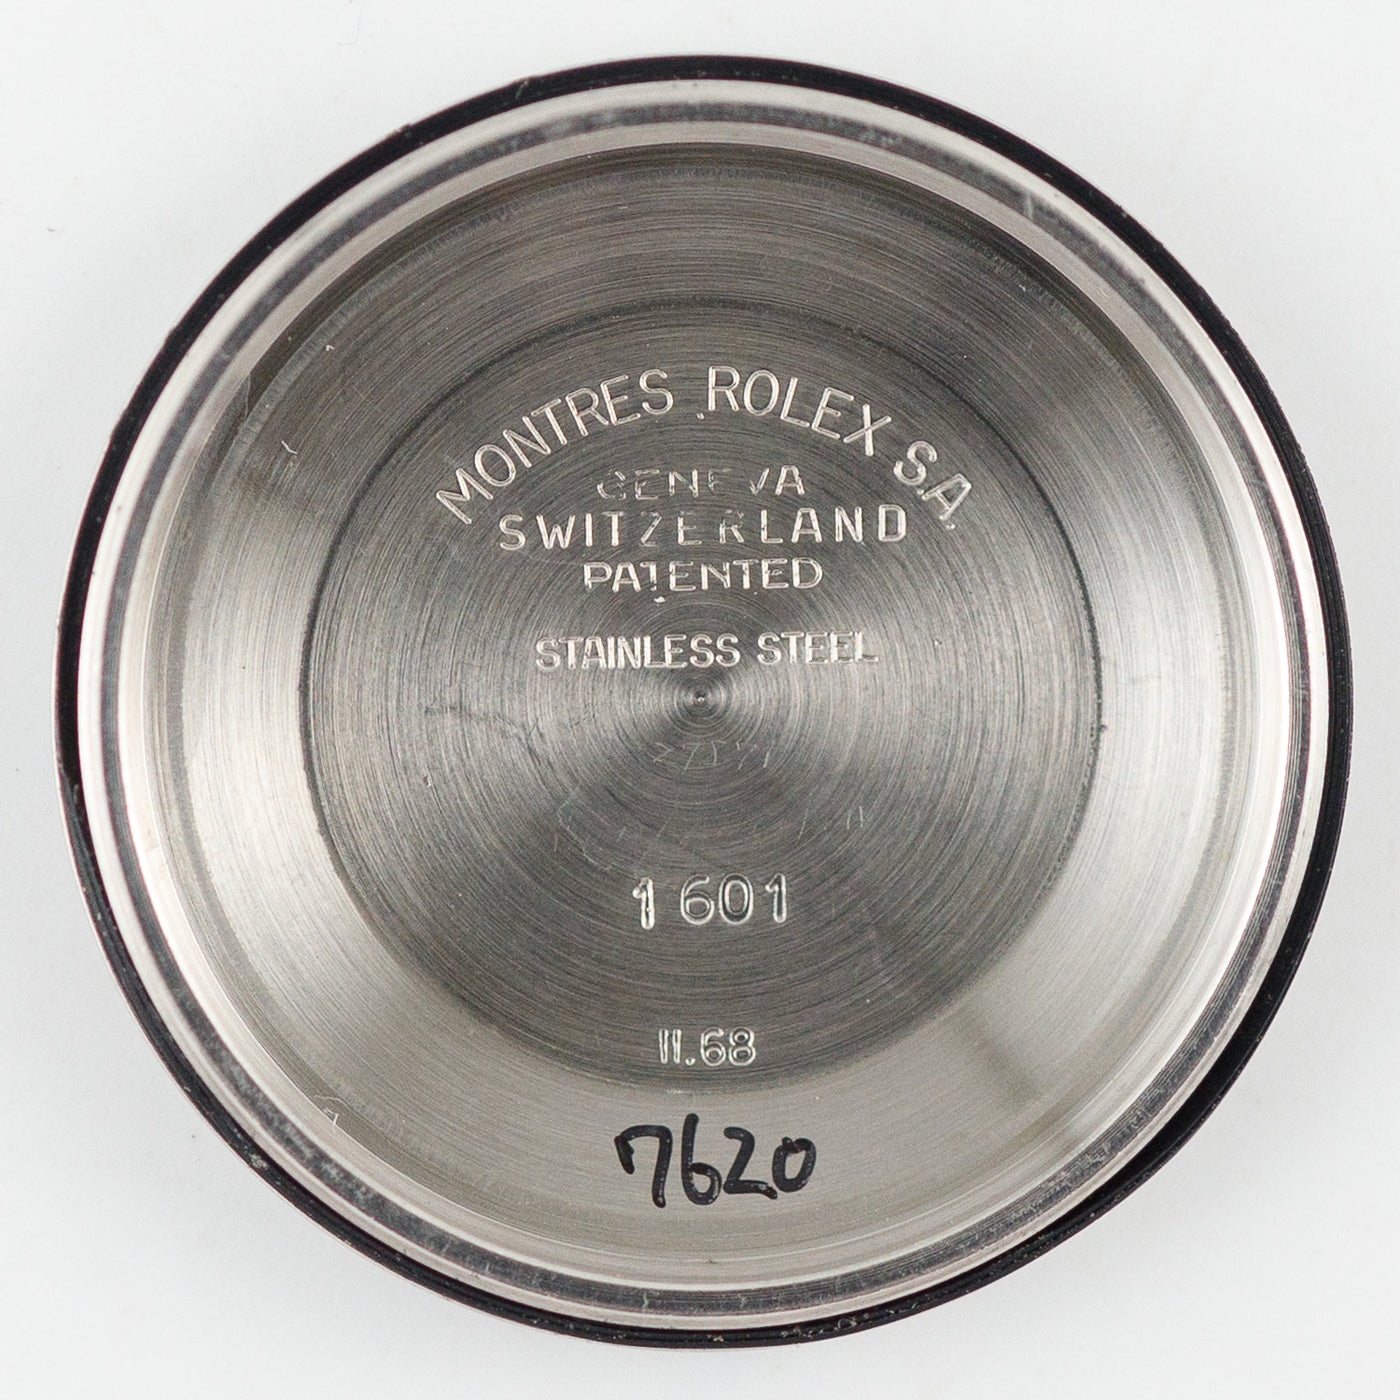 MONTRES ROLEX S.A.
GENEVA
SWITZERLAND
PATENTED
STAINLESS STEEL
1601
II.68
7620